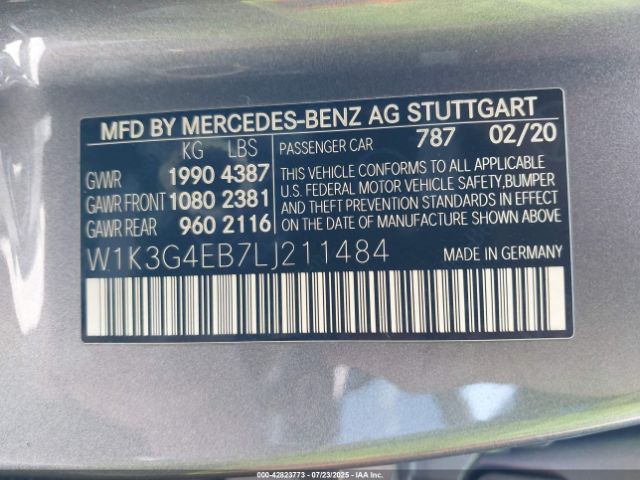 MFD BY MERCEDES-BENZ AG STUTTGART
KG LBS
GWR 1990 4387
GAWR FRONT 1080 2381
GAWR REAR 960 2116
PASSENGER CAR 787 02/20
THIS VEHICLE CONFORMS TO ALL APPLICABLE
U.S. FEDERAL MOTOR VEHICLE SAFETY,BUMPER
AND THEFT PREVENTION STANDARDS IN EFFECT
ON THE DATE OF MANUFACTURE SHOWN ABOVE.
W1K3G4EB7LJ211484
MADE IN GERMANY
000-42823773 - 07/23/2025 - IAA Inc.